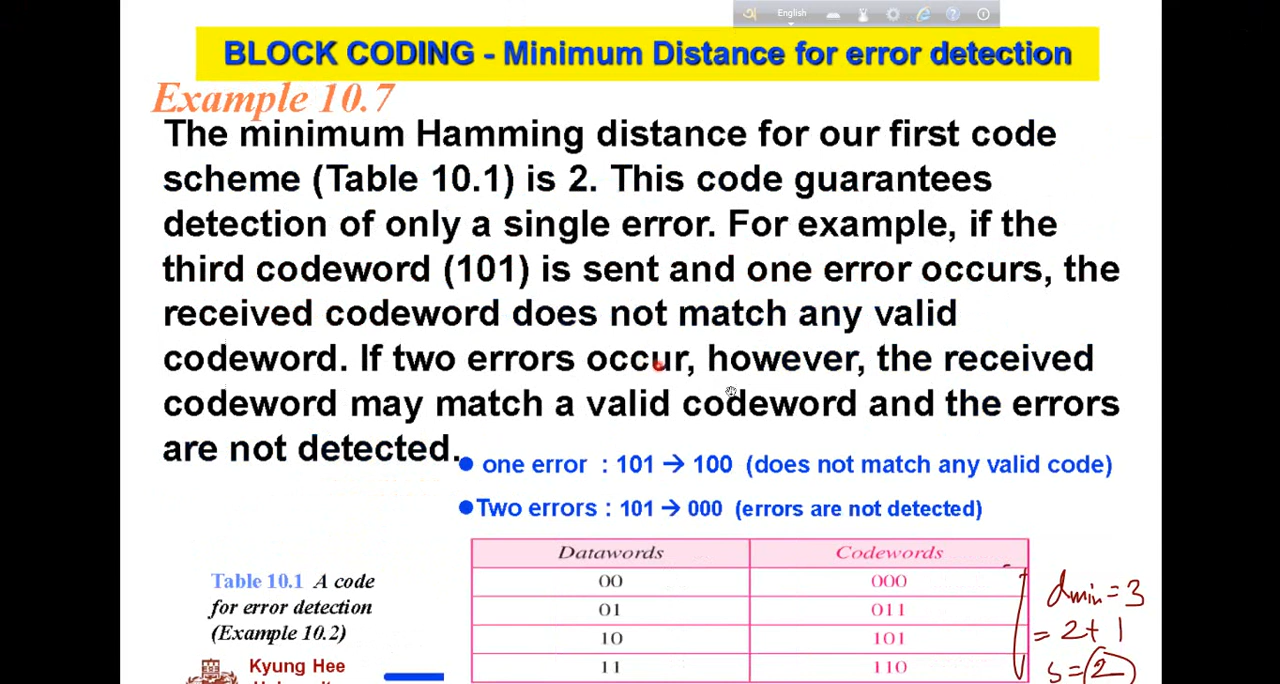 English
BLOCK CODING - Minimum Distance for error detection
Example 10.7
The minimum Hamming distance for our first code
scheme (Table 10.1) is 2. This code guarantees
detection of only a single error. For example, if the
third codeword (101) is sent and one error occurs, the
received codeword does not match any valid
codeword. If two errors occur, however, the received
codeword may match a valid codeword and the errors
are not detected.
● one error : 101 → 100 (does not match any valid code)
●Two errors : 101 → 000 (errors are not detected)
Table 10.1 A code
for error detection
(Example 10.2)
Datawords Codewords
00 000
01 011
10 101
11 110
dmin = 3
= 2+1
s = 2
Kyung Hee